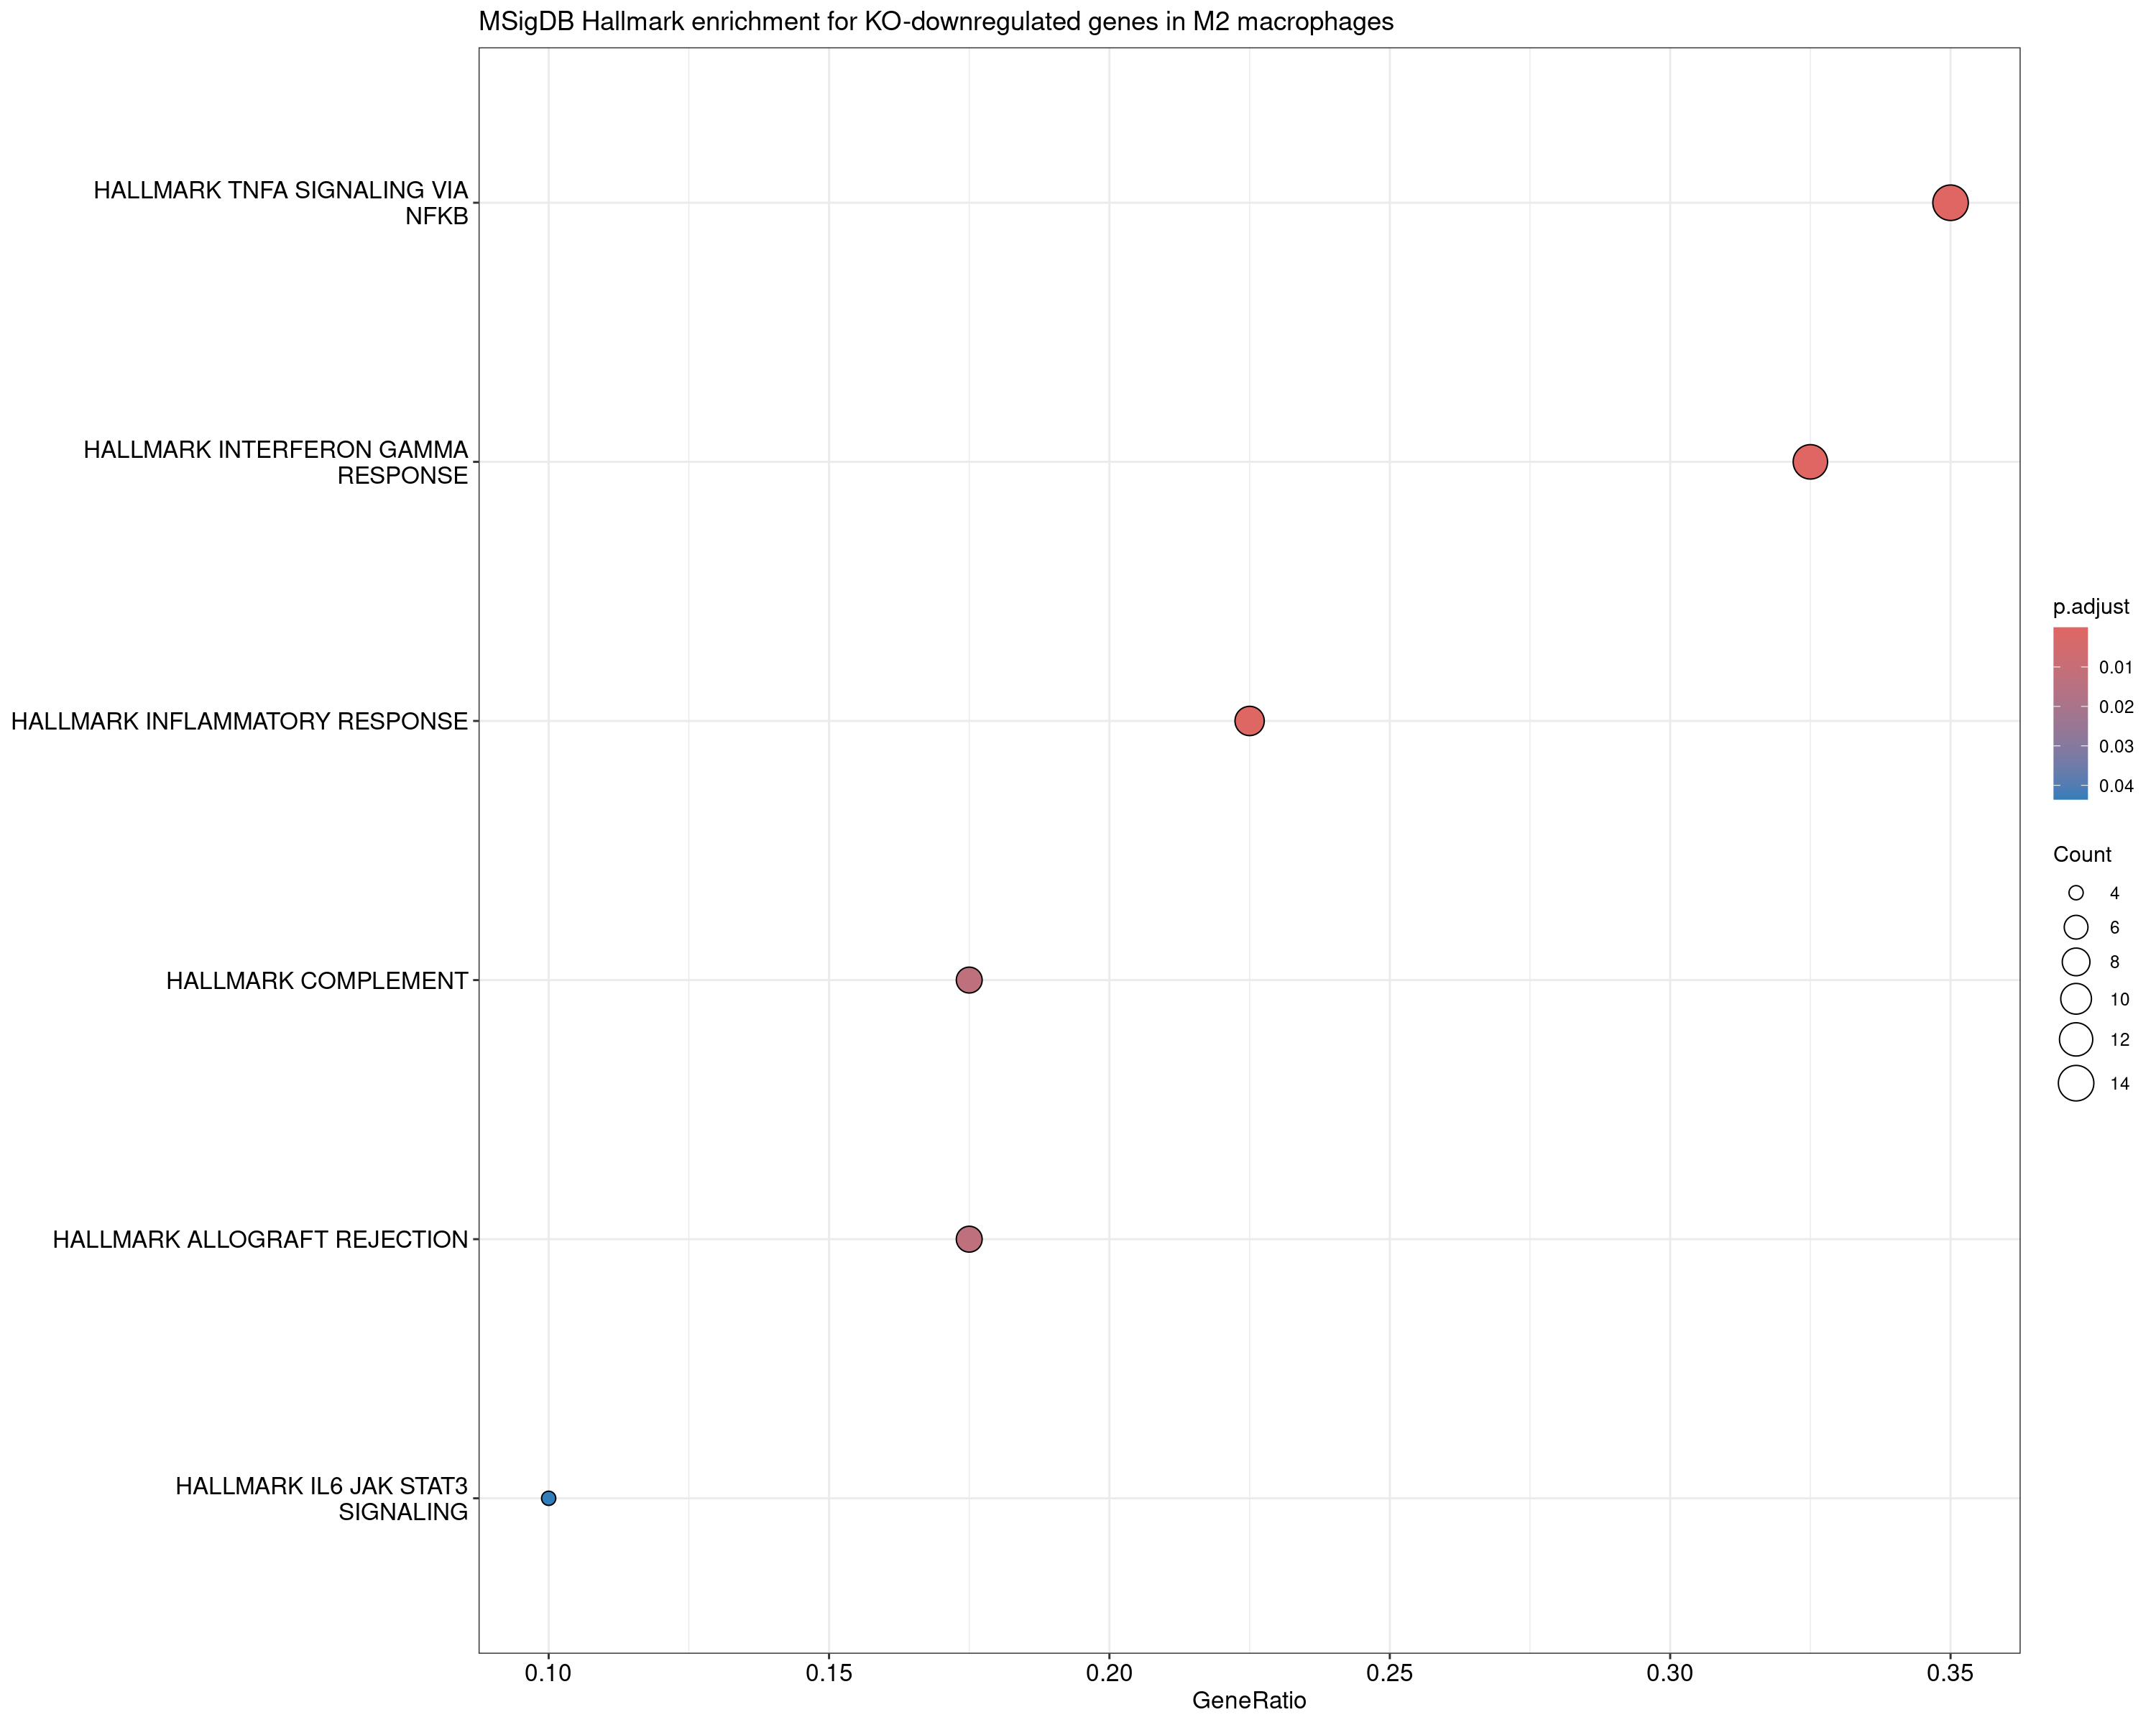 MSigDB Hallmark enrichment for KO-downregulated genes in M2 macrophages
HALLMARK TNFA SIGNALING VIA
NFKB
HALLMARK INTERFERON GAMMA
RESPONSE
HALLMARK INFLAMMATORY RESPONSE
HALLMARK COMPLEMENT
HALLMARK ALLOGRAFT REJECTION
HALLMARK IL6 JAK STAT3
SIGNALING
0.10 0.15 0.20 0.25 0.30 0.35
GeneRatio
p.adjust
0.01
0.02
0.03
0.04
Count
4
6
8
10
12
14